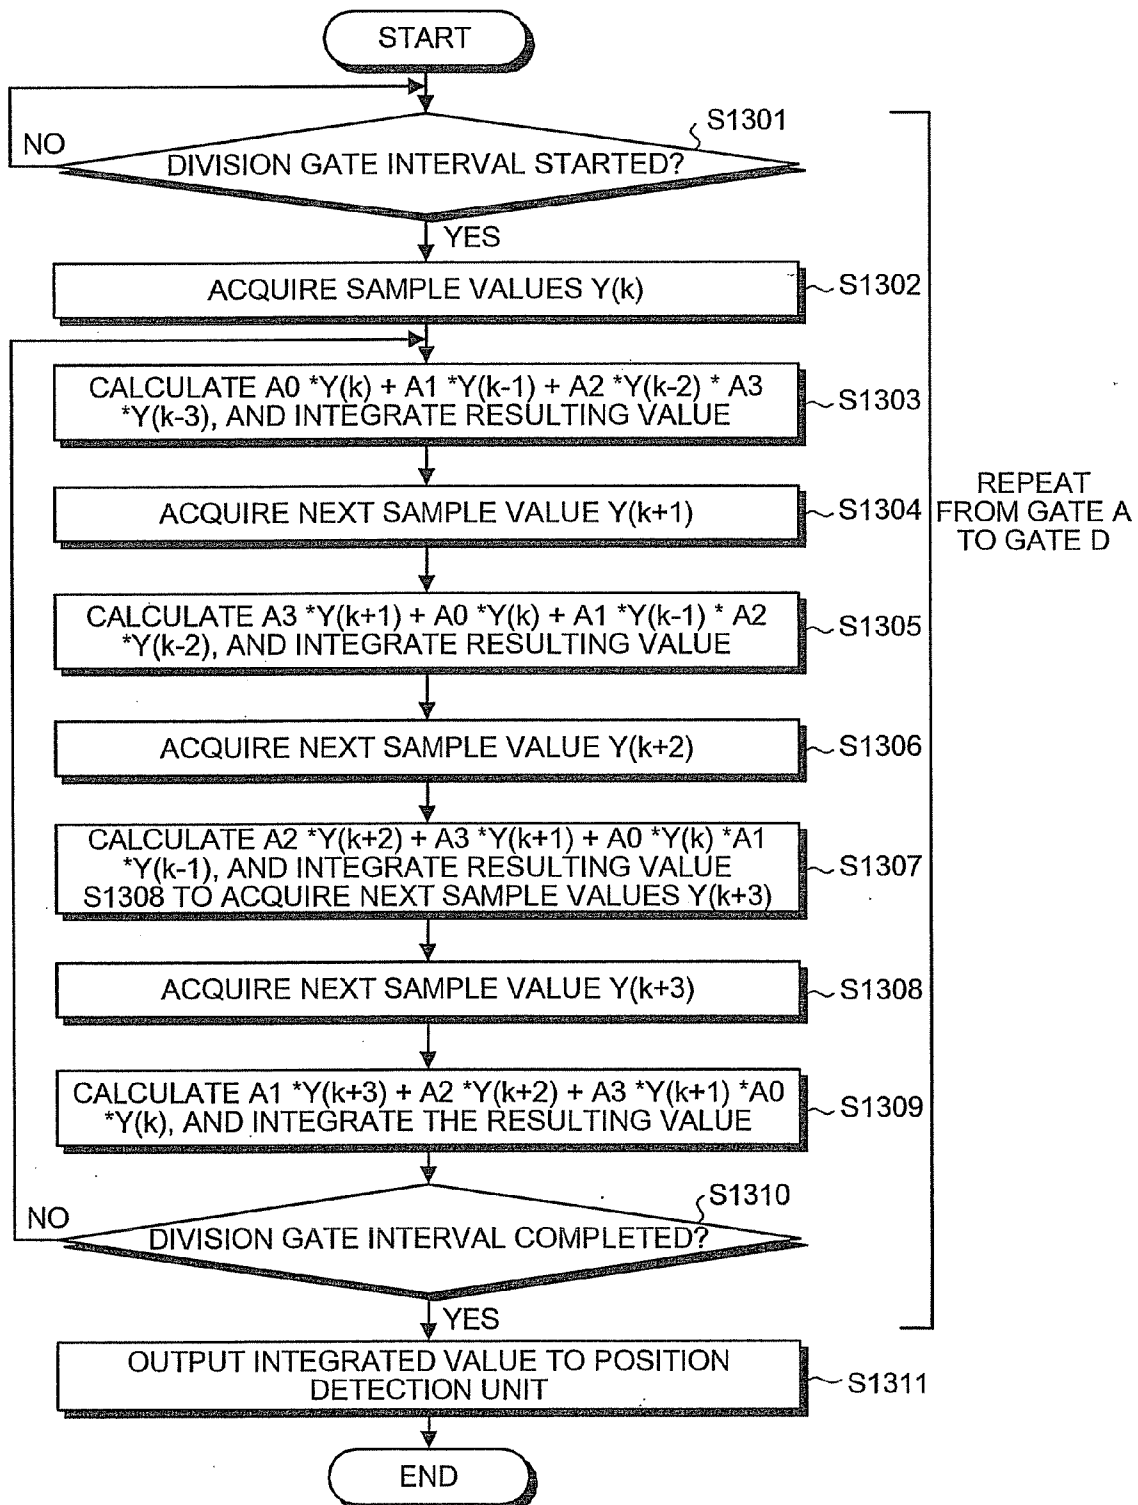 START
S1301
NO
DIVISION GATE INTERVAL STARTED?
YES
ACQUIRE SAMPLE VALUES Y(k)
S1302
CALCULATE A0 *Y(k) + A1 *Y(k-1) + A2 *Y(k-2) * A3
*Y(k-3), AND INTEGRATE RESULTING VALUE
S1303
ACQUIRE NEXT SAMPLE VALUE Y(k+1)
S1304
REPEAT
FROM GATE A
TO GATE D
CALCULATE A3 *Y(k+1) + A0 *Y(k) + A1 *Y(k-1) * A2
*Y(k-2), AND INTEGRATE RESULTING VALUE
S1305
ACQUIRE NEXT SAMPLE VALUE Y(k+2)
S1306
CALCULATE A2 *Y(k+2) + A3 *Y(k+1) + A0 *Y(k) *A1
*Y(k-1), AND INTEGRATE RESULTING VALUE
S1308 TO ACQUIRE NEXT SAMPLE VALUES Y(k+3)
S1307
ACQUIRE NEXT SAMPLE VALUE Y(k+3)
S1308
CALCULATE A1 *Y(k+3) + A2 *Y(k+2) + A3 *Y(k+1) *A0
*Y(k), AND INTEGRATE THE RESULTING VALUE
S1309
S1310
NO
DIVISION GATE INTERVAL COMPLETED?
YES
OUTPUT INTEGRATED VALUE TO POSITION
DETECTION UNIT
S1311
END